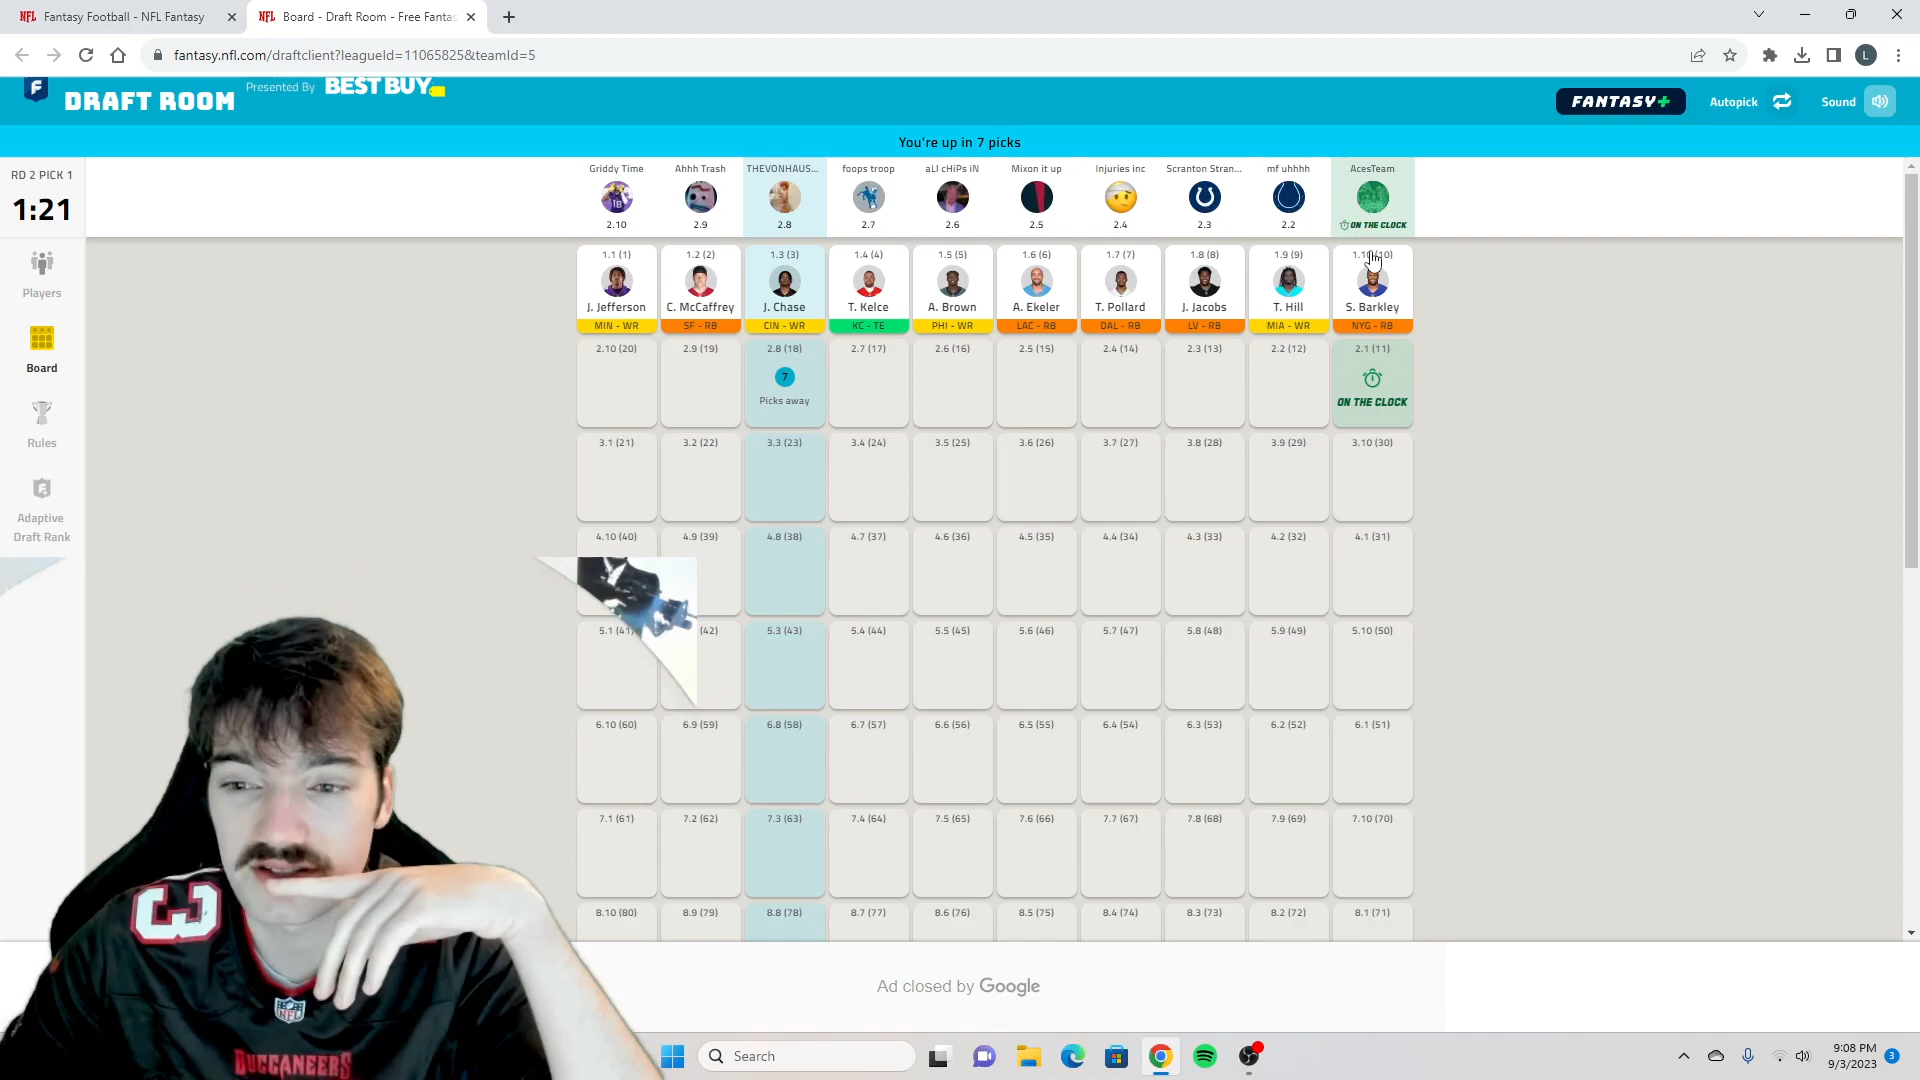 Fantasy Football - NFL Fantasy
Board - Draft Room - Free Fantas
fantasy.nfl.com/draftclient?leagueId=11065825&teamId=5
L
DRAFT ROOM
Presented By BEST BUY
FANTASY+
Autopick
Sound
You're up in 7 picks
RD 2 PICK 1
1:21
Players
Board
Rules
Adaptive
Draft Rank
Griddy Time Ahhh Trash THEVONHAUS... foops troop aLl cHiPs iN Mixon it up Injuries inc Scranton Stran... mf uhhhh AcesTeam
2.10 2.9 2.8 2.7 2.6 2.5 2.4 2.3 2.2 ON THE CLOCK
1.1 (1) 1.2 (2) 1.3 (3) 1.4 (4) 1.5 (5) 1.6 (6) 1.7 (7) 1.8 (8) 1.9 (9) 1.10 (10)
J. Jefferson C. McCaffrey J. Chase T. Kelce A. Brown A. Ekeler T. Pollard J. Jacobs T. Hill S. Barkley
MIN - WR SF - RB CIN - WR KC - TE PHI - WR LAC - RB DAL - RB LV - RB MIA - WR NYG - RB
2.10 (20) 2.9 (19) 2.8 (18) 2.7 (17) 2.6 (16) 2.5 (15) 2.4 (14) 2.3 (13) 2.2 (12) 2.1 (11)
7
Picks away
ON THE CLOCK
3.1 (21) 3.2 (22) 3.3 (23) 3.4 (24) 3.5 (25) 3.6 (26) 3.7 (27) 3.8 (28) 3.9 (29) 3.10 (30)
4.10 (40) 4.9 (39) 4.8 (38) 4.7 (37) 4.6 (36) 4.5 (35) 4.4 (34) 4.3 (33) 4.2 (32) 4.1 (31)
5.1 (41) (42) 5.3 (43) 5.4 (44) 5.5 (45) 5.6 (46) 5.7 (47) 5.8 (48) 5.9 (49) 5.10 (50)
6.10 (60) 6.9 (59) 6.8 (58) 6.7 (57) 6.6 (56) 6.5 (55) 6.4 (54) 6.3 (53) 6.2 (52) 6.1 (51)
7.1 (61) 7.2 (62) 7.3 (63) 7.4 (64) 7.5 (65) 7.6 (66) 7.7 (67) 7.8 (68) 7.9 (69) 7.10 (70)
8.10 (80) 8.9 (79) 8.8 (78) 8.7 (77) 8.6 (76) 8.5 (75) 8.4 (74) 8.3 (73) 8.2 (72) 8.1 (71)
3
NFL
BUCCANEERS
Ad closed by Google
Search
9:08 PM
9/3/2023
3